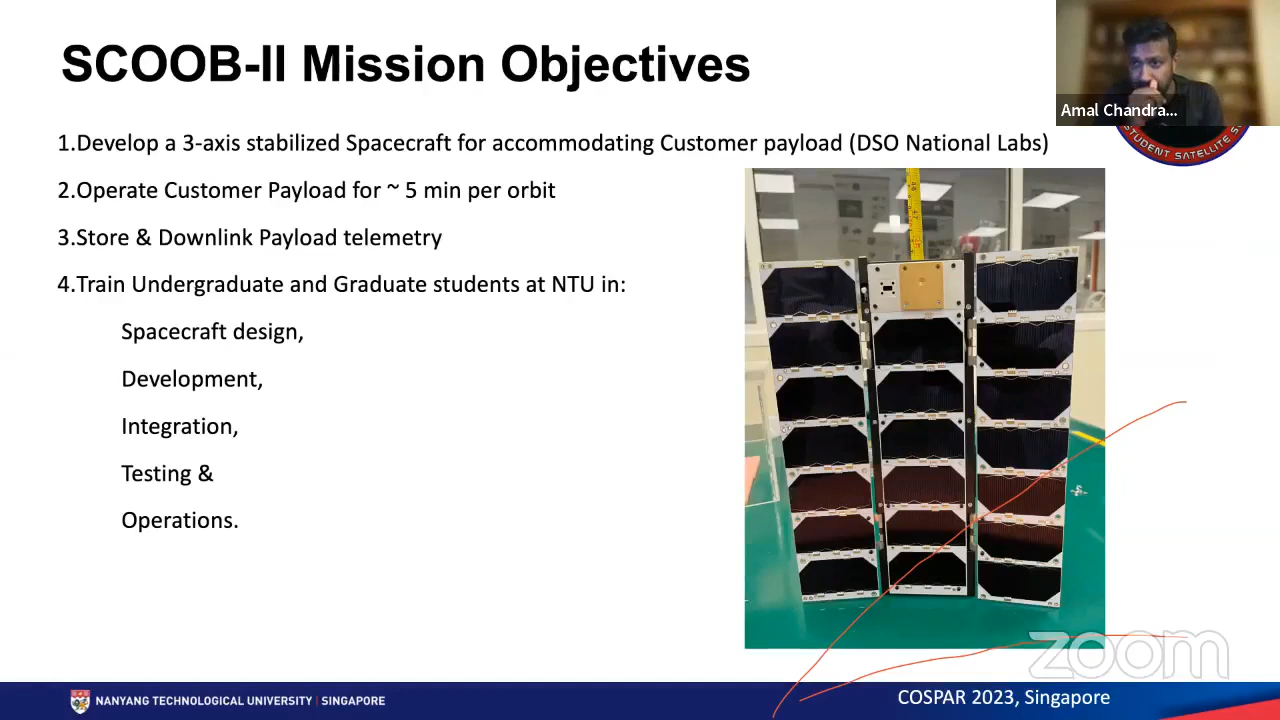 SCOOB-II Mission Objectives
Amal Chandra...
STUDENT SATELLITE
1.Develop a 3-axis stabilized Spacecraft for accommodating Customer payload (DSO National Labs)
2.Operate Customer Payload for ~ 5 min per orbit
3.Store & Downlink Payload telemetry
4.Train Undergraduate and Graduate students at NTU in:
Spacecraft design,
Development,
Integration,
Testing &
Operations.
zoom
NANYANG TECHNOLOGICAL UNIVERSITY | SINGAPORE
COSPAR 2023, Singapore